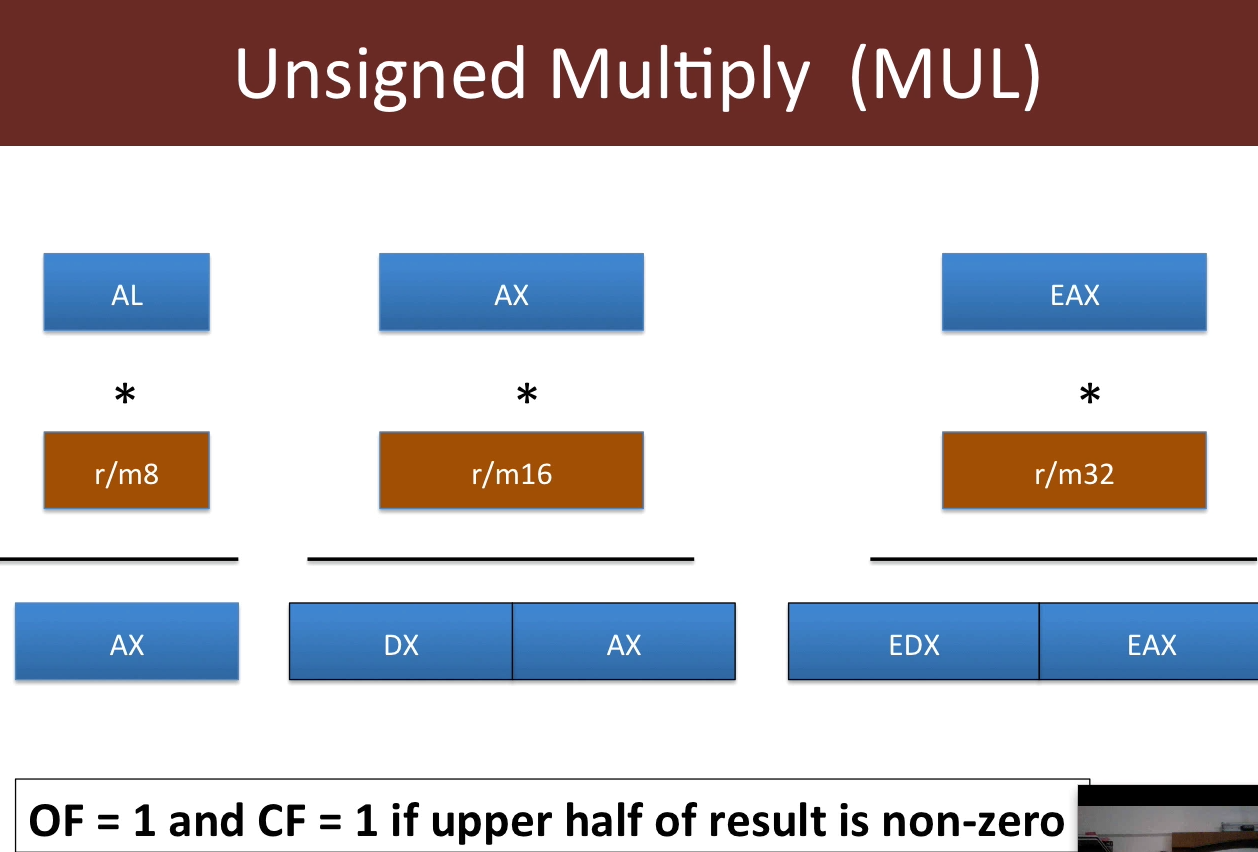 Unsigned Multiply (MUL)
AL AX EAX
* * *
r/m8 r/m16 r/m32
AX DX AX EDX EAX
OF = 1 and CF = 1 if upper half of result is non-zero